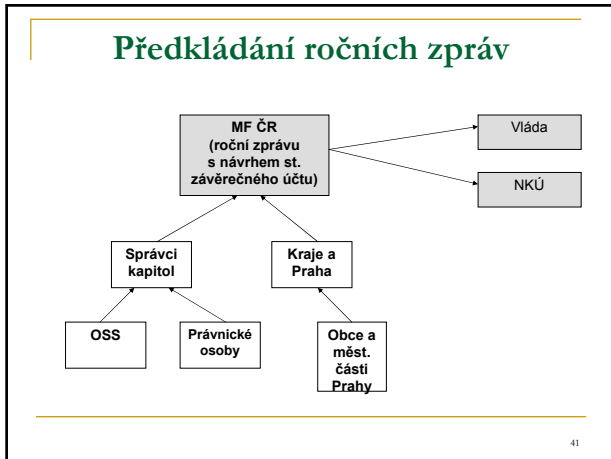 Předkládání ročních zpráv
MF ČR
(roční zprávu
s návrhem st.
závěrečného účtu)
Vláda
NKÚ
Správci
kapitol
Kraje a
Praha
OSS
Právnické
osoby
Obce a
měst.
části
Prahy
41